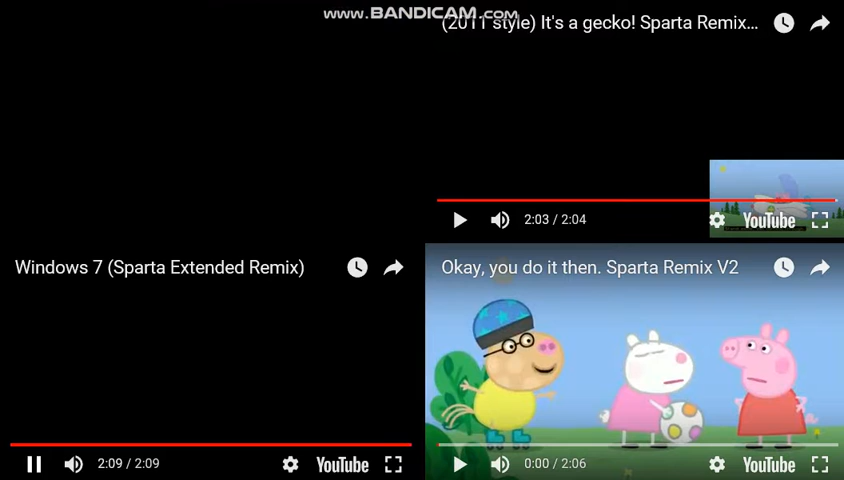 www.BANDICAM.com
(2011 style) It's a gecko! Sparta Remix...
2:03 / 2:04
YouTube
Windows 7 (Sparta Extended Remix)
Okay, you do it then. Sparta Remix V2
2:09 / 2:09
YouTube
0:00 / 2:06
YouTube